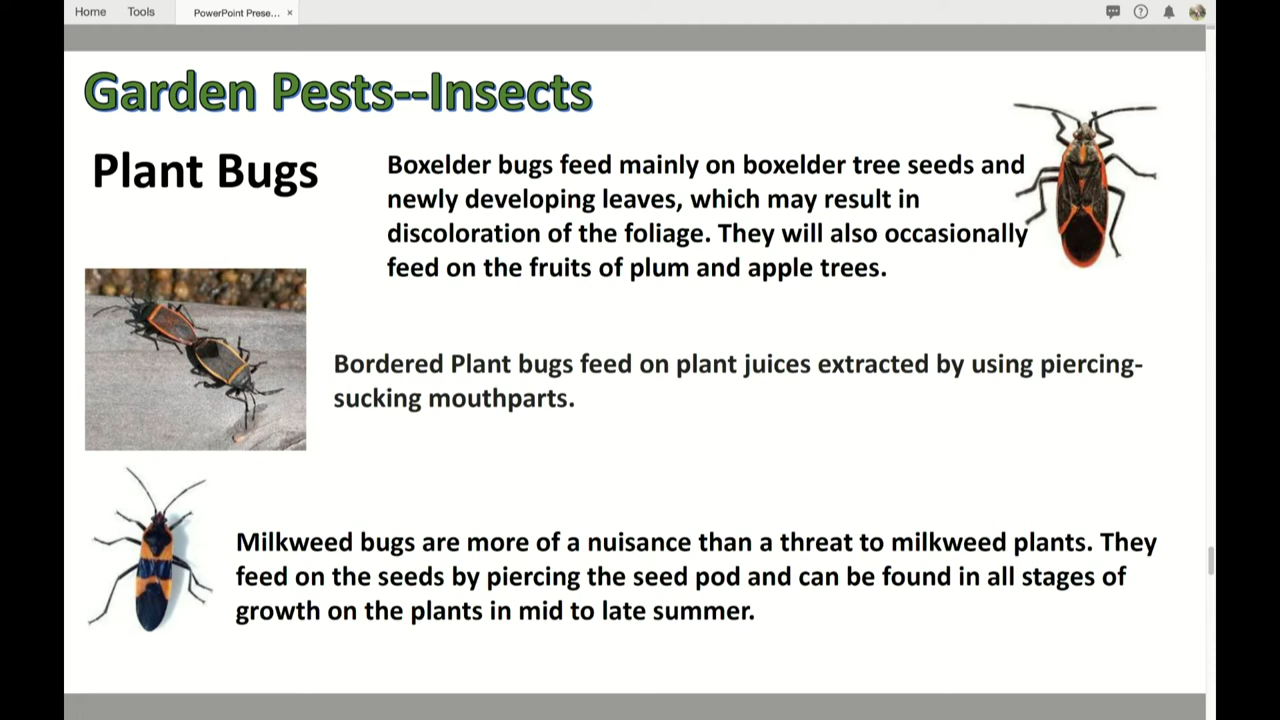 Home Tools PowerPoint Prese... ×
Garden Pests--Insects
Plant Bugs
Boxelder bugs feed mainly on boxelder tree seeds and
newly developing leaves, which may result in
discoloration of the foliage. They will also occasionally
feed on the fruits of plum and apple trees.
Bordered Plant bugs feed on plant juices extracted by using piercing-
sucking mouthparts.
Milkweed bugs are more of a nuisance than a threat to milkweed plants. They
feed on the seeds by piercing the seed pod and can be found in all stages of
growth on the plants in mid to late summer.